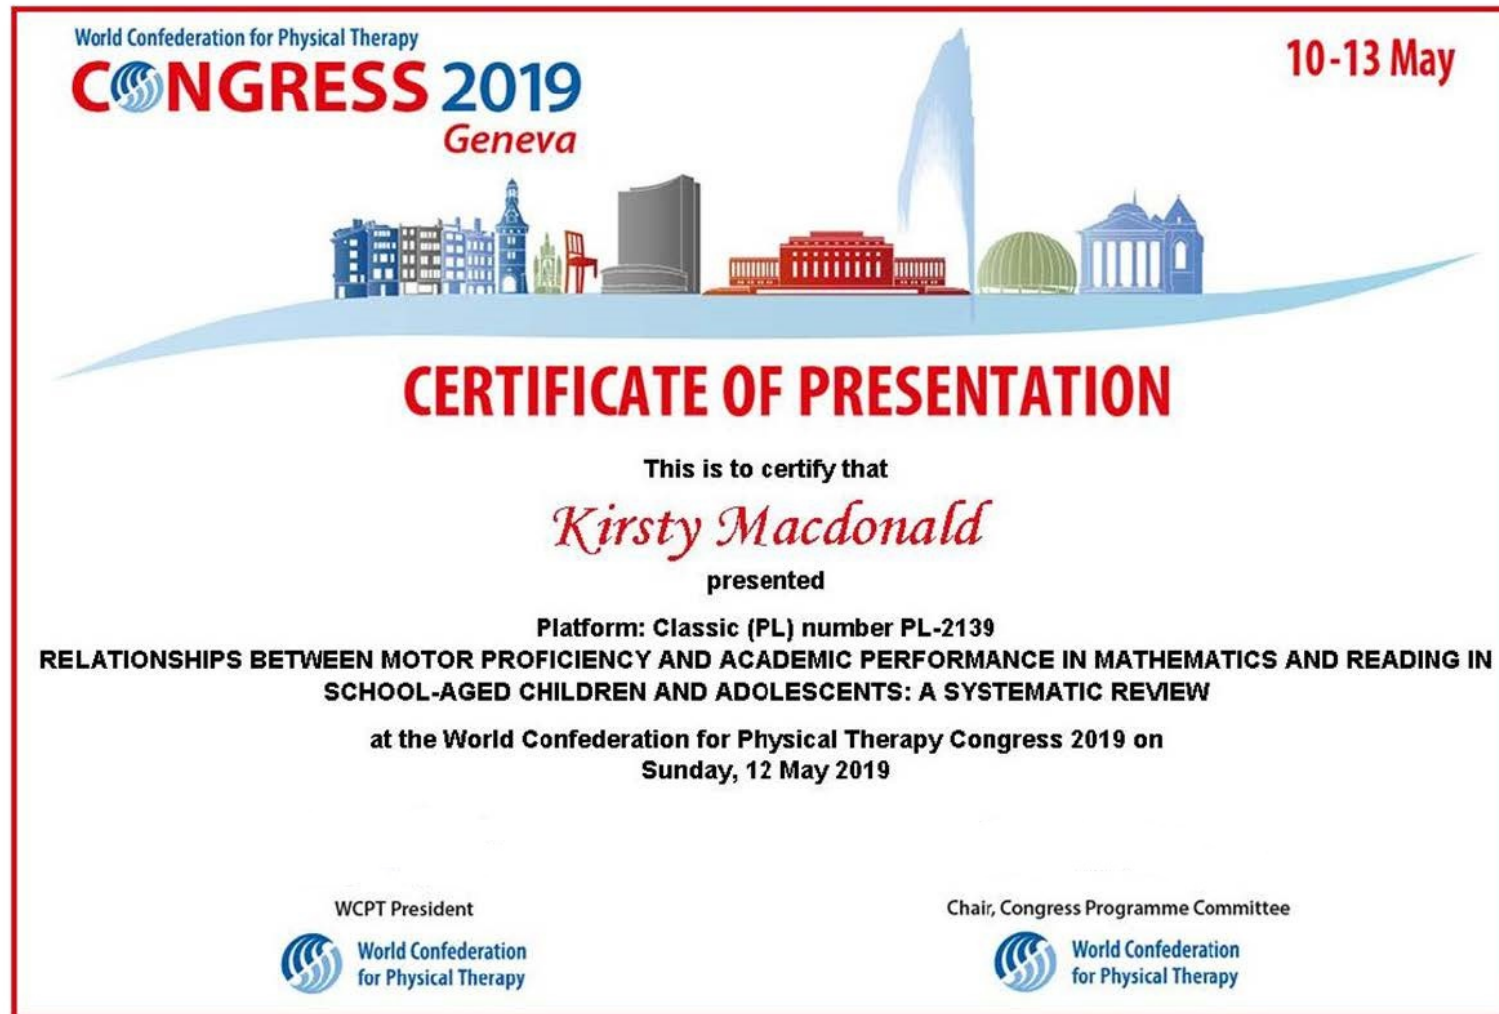 World Confederation for Physical Therapy
CONGRESS 2019
Geneva
10-13 May
CERTIFICATE OF PRESENTATION
This is to certify that
Kirsty Macdonald
presented
Platform: Classic (PL) number PL-2139
RELATIONSHIPS BETWEEN MOTOR PROFICIENCY AND ACADEMIC PERFORMANCE IN MATHEMATICS AND READING IN
SCHOOL-AGED CHILDREN AND ADOLESCENTS: A SYSTEMATIC REVIEW
at the World Confederation for Physical Therapy Congress 2019 on
Sunday, 12 May 2019
WCPT President
World Confederation
for Physical Therapy
Chair, Congress Programme Committee
World Confederation
for Physical Therapy